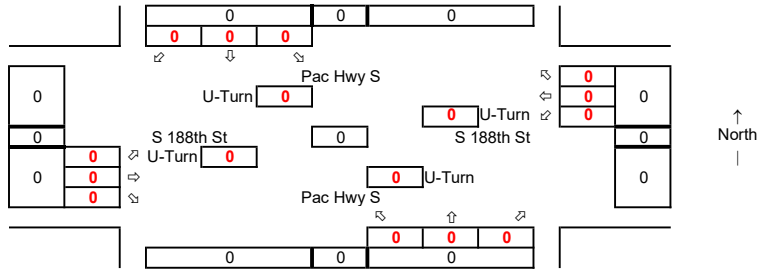 0 0 0
0 0 0
⬃ ⇩ ⬂
Pac Hwy S
U-Turn 0
0 U-Turn
⬁ 0 0
⇦ 0
⬃ 0
0 S 188th St 0 S 188th St 0
↑
North
|
0 0 ⬀ U-Turn 0
0 ⇨
0 ⬂
0 U-Turn 0
Pac Hwy S
⬁ ⇧ ⬀
0 0 0
0 0 0